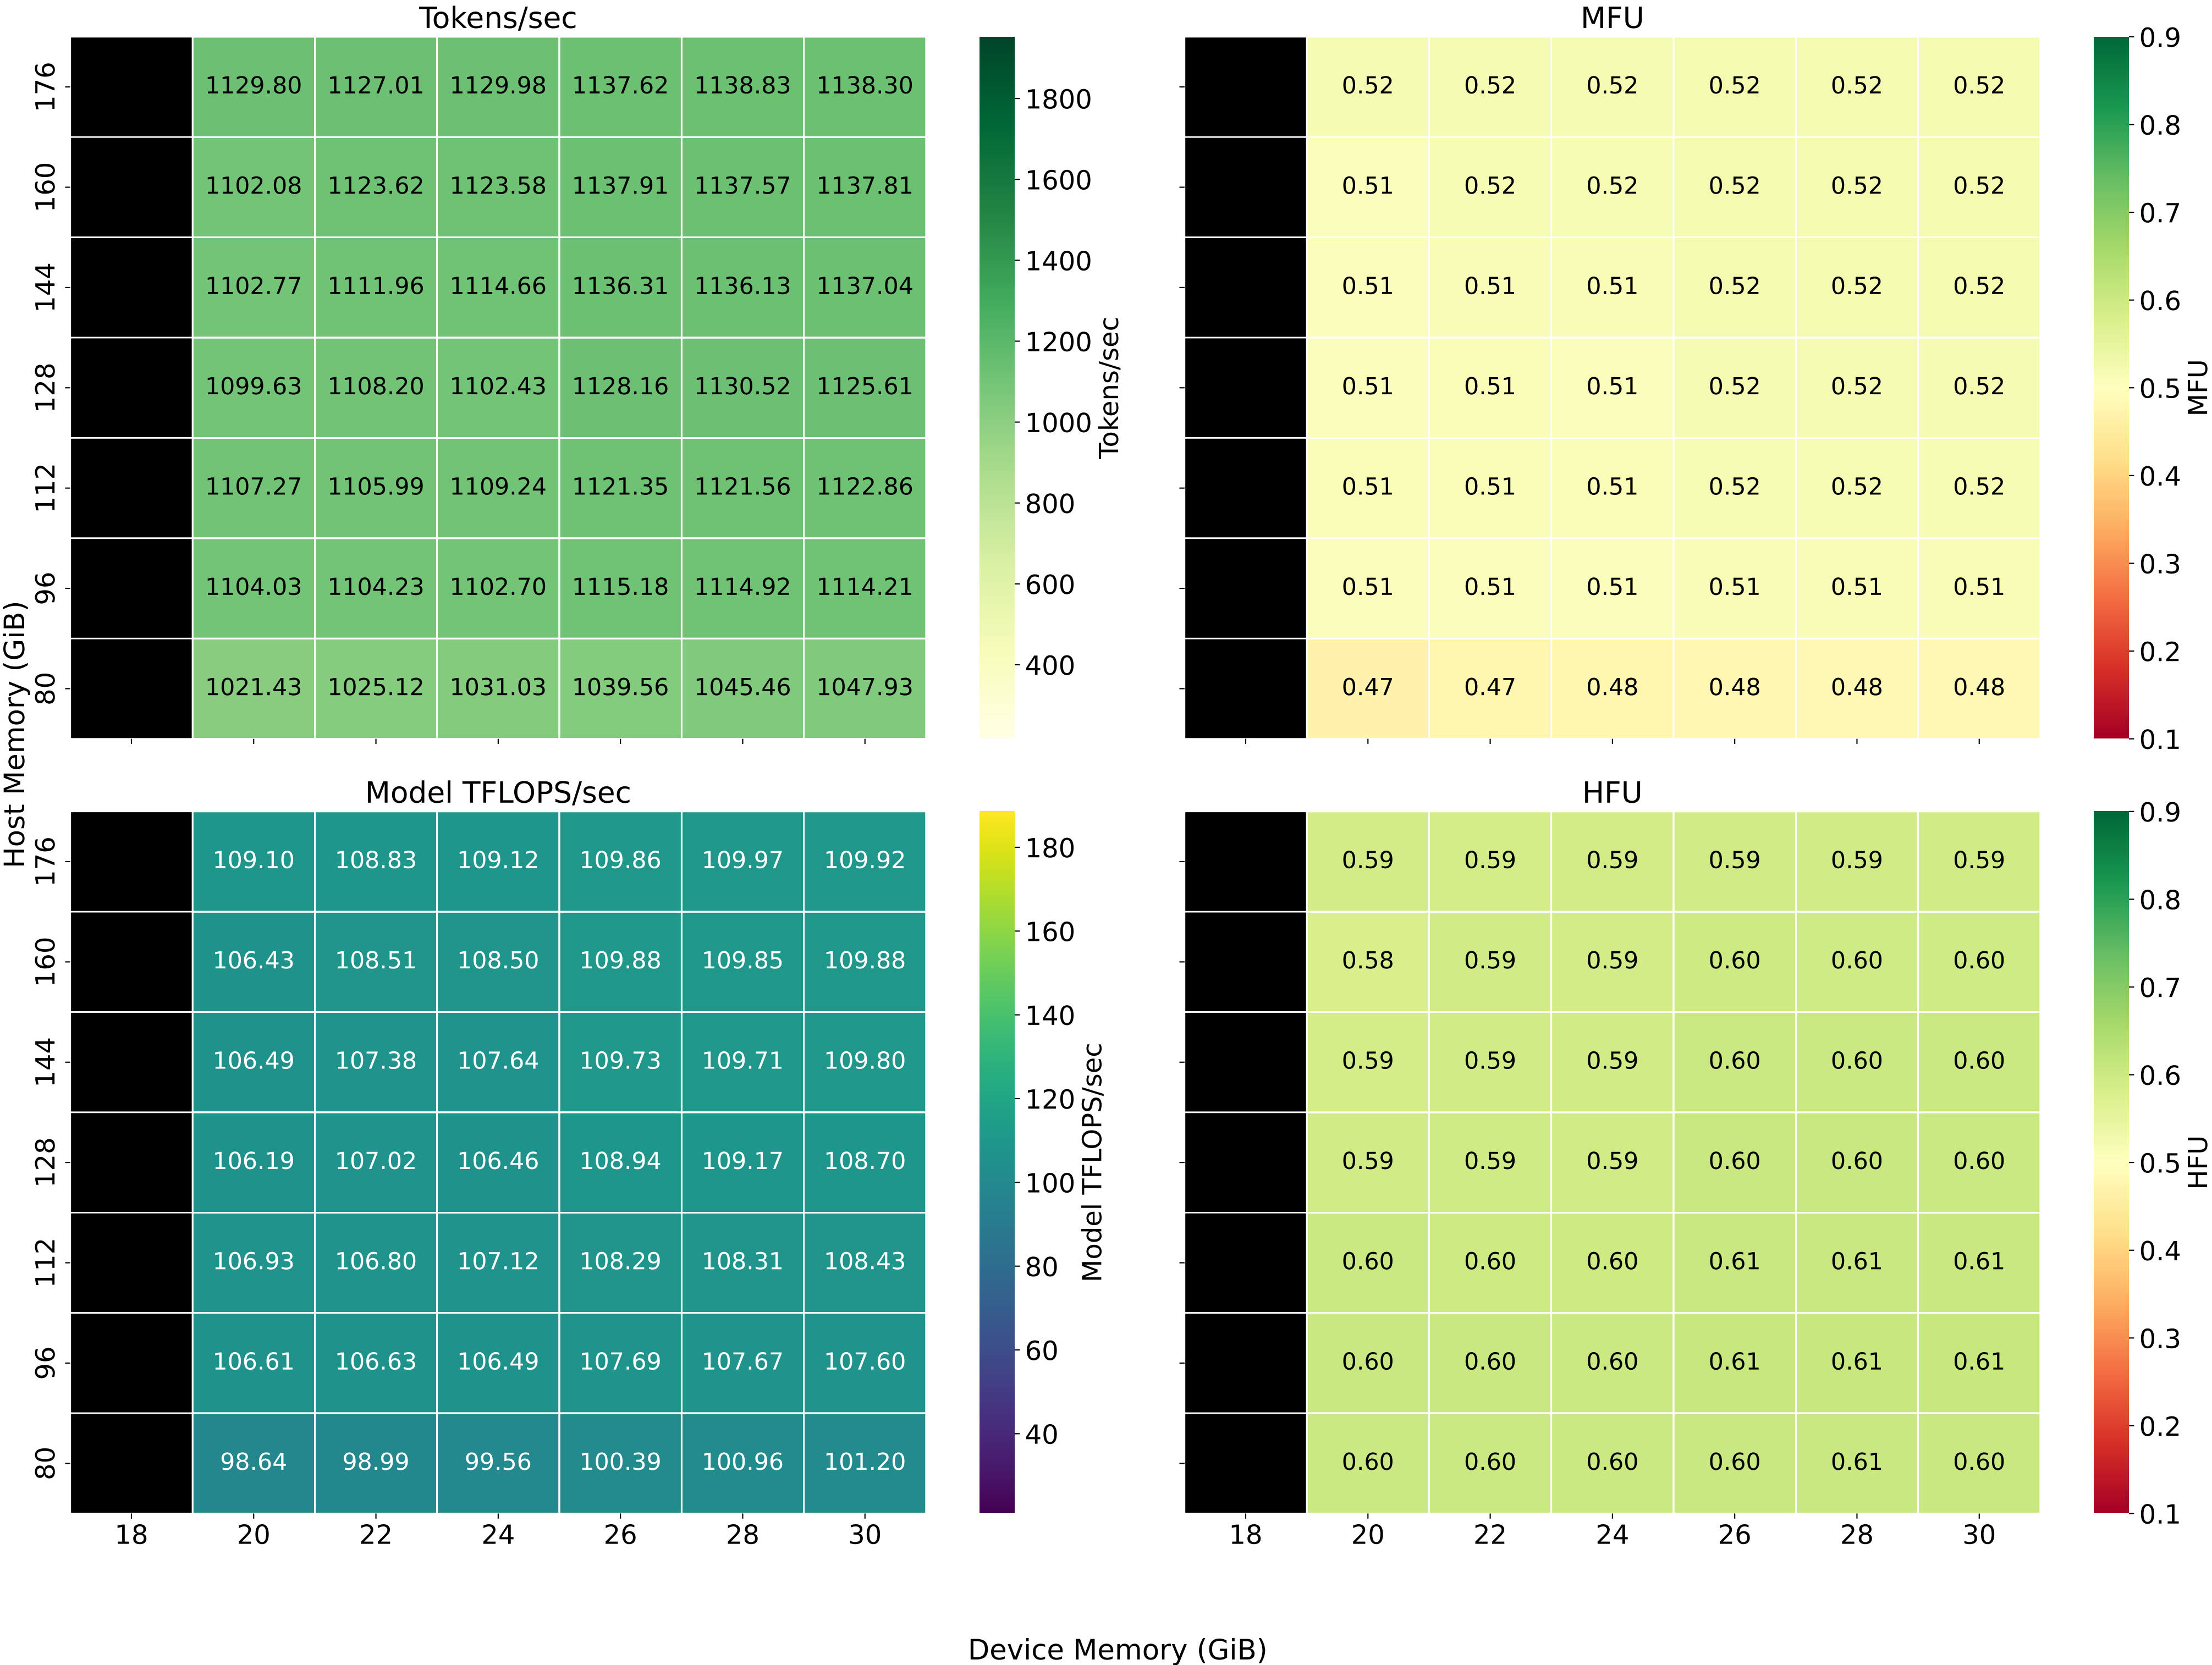 Tokens/sec
176 1129.80 1127.01 1129.98 1137.62 1138.83 1138.30
160 1102.08 1123.62 1123.58 1137.91 1137.57 1137.81
144 1102.77 1111.96 1114.66 1136.31 1136.13 1137.04
128 1099.63 1108.20 1102.43 1128.16 1130.52 1125.61
112 1107.27 1105.99 1109.24 1121.35 1121.56 1122.86
96 1104.03 1104.23 1102.70 1115.18 1114.92 1114.21
80 1021.43 1025.12 1031.03 1039.56 1045.46 1047.93
1800
1600
1400
1200
1000
800
600
400
Tokens/sec
MFU
0.52 0.52 0.52 0.52 0.52 0.52
0.51 0.52 0.52 0.52 0.52 0.52
0.51 0.51 0.51 0.52 0.52 0.52
0.51 0.51 0.51 0.52 0.52 0.52
0.51 0.51 0.51 0.52 0.52 0.52
0.51 0.51 0.51 0.51 0.51 0.51
0.47 0.47 0.48 0.48 0.48 0.48
0.9
0.8
0.7
0.6
0.5
0.4
0.3
0.2
0.1
MFU
Host Memory (GiB)
Model TFLOPS/sec
176 109.10 108.83 109.12 109.86 109.97 109.92
160 106.43 108.51 108.50 109.88 109.85 109.88
144 106.49 107.38 107.64 109.73 109.71 109.80
128 106.19 107.02 106.46 108.94 109.17 108.70
112 106.93 106.80 107.12 108.29 108.31 108.43
96 106.61 106.63 106.49 107.69 107.67 107.60
80 98.64 98.99 99.56 100.39 100.96 101.20
18 20 22 24 26 28 30
180
160
140
120
100
80
60
40
Model TFLOPS/sec
HFU
0.59 0.59 0.59 0.59 0.59 0.59
0.58 0.59 0.59 0.60 0.60 0.60
0.59 0.59 0.59 0.60 0.60 0.60
0.59 0.59 0.59 0.60 0.60 0.60
0.60 0.60 0.60 0.61 0.61 0.61
0.60 0.60 0.60 0.61 0.61 0.61
0.60 0.60 0.60 0.60 0.61 0.60
18 20 22 24 26 28 30
0.9
0.8
0.7
0.6
0.5
0.4
0.3
0.2
0.1
HFU
Device Memory (GiB)